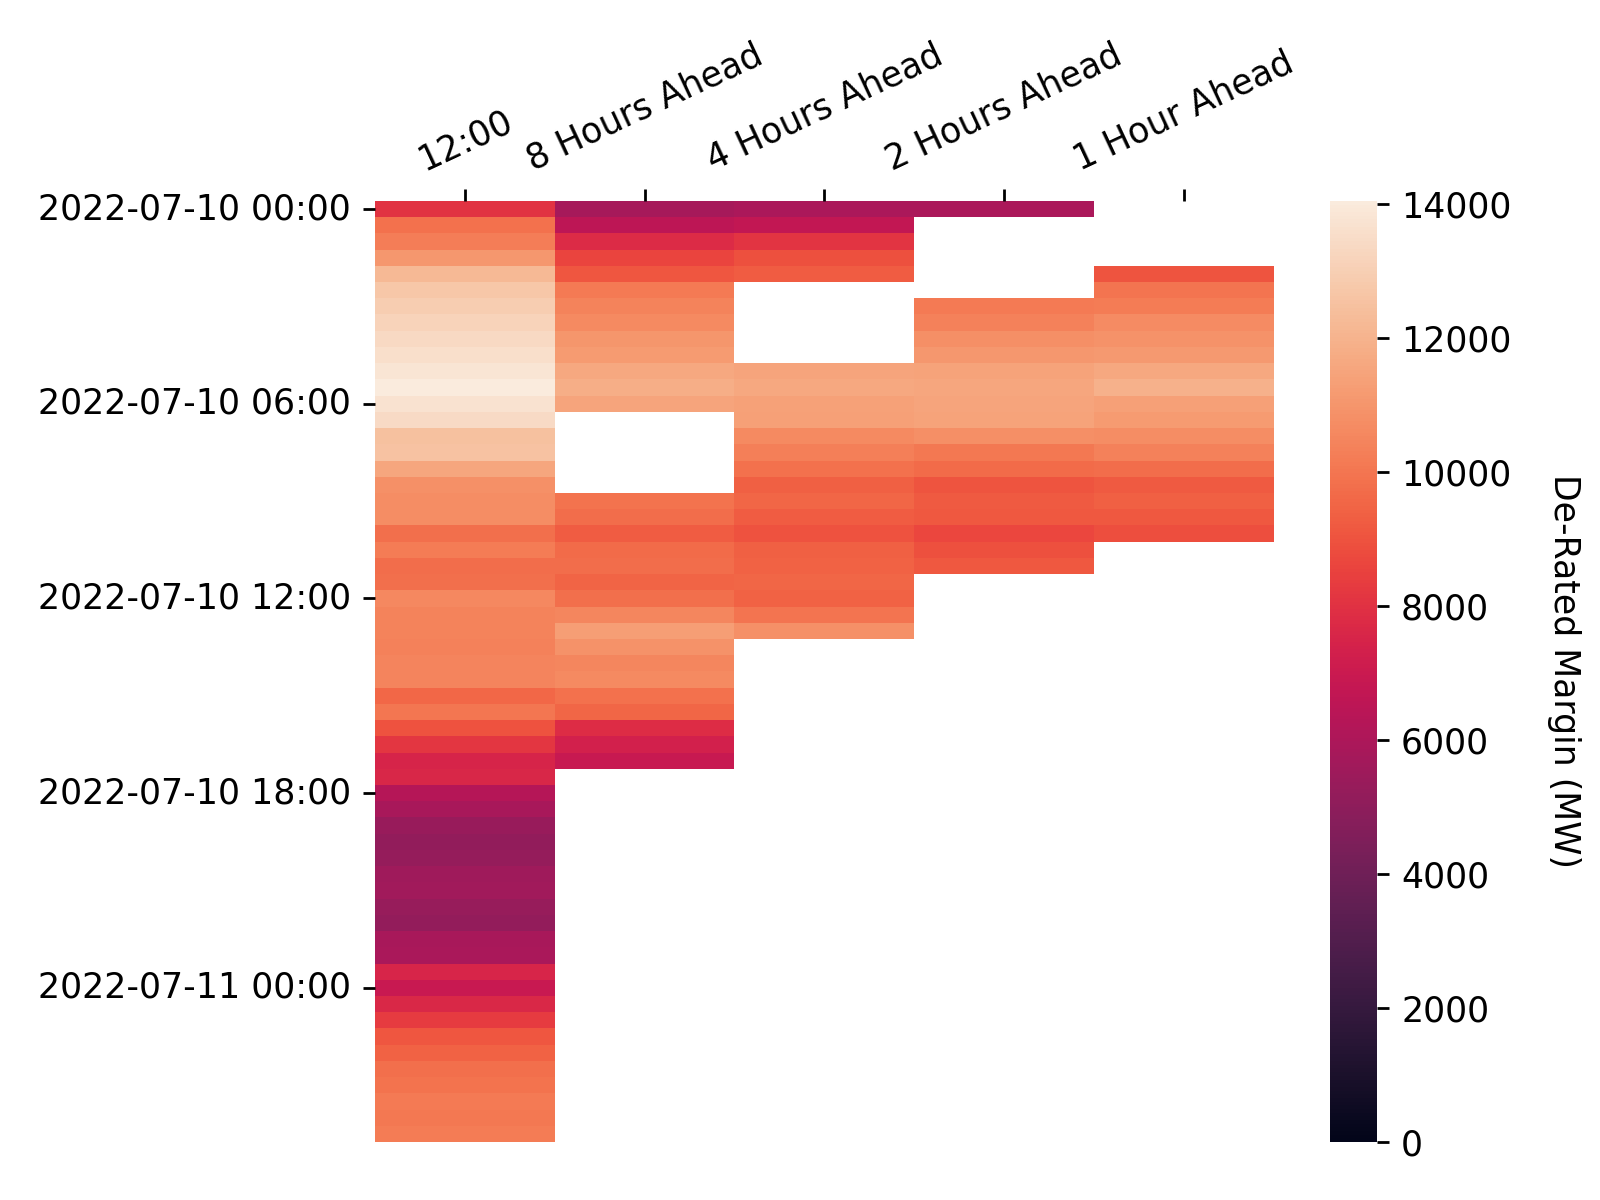 12:00
8 Hours Ahead
4 Hours Ahead
2 Hours Ahead
1 Hour Ahead
2022-07-10 00:00
2022-07-10 06:00
2022-07-10 12:00
2022-07-10 18:00
2022-07-11 00:00
14000
12000
10000
8000
6000
4000
2000
0
De-Rated Margin (MW)